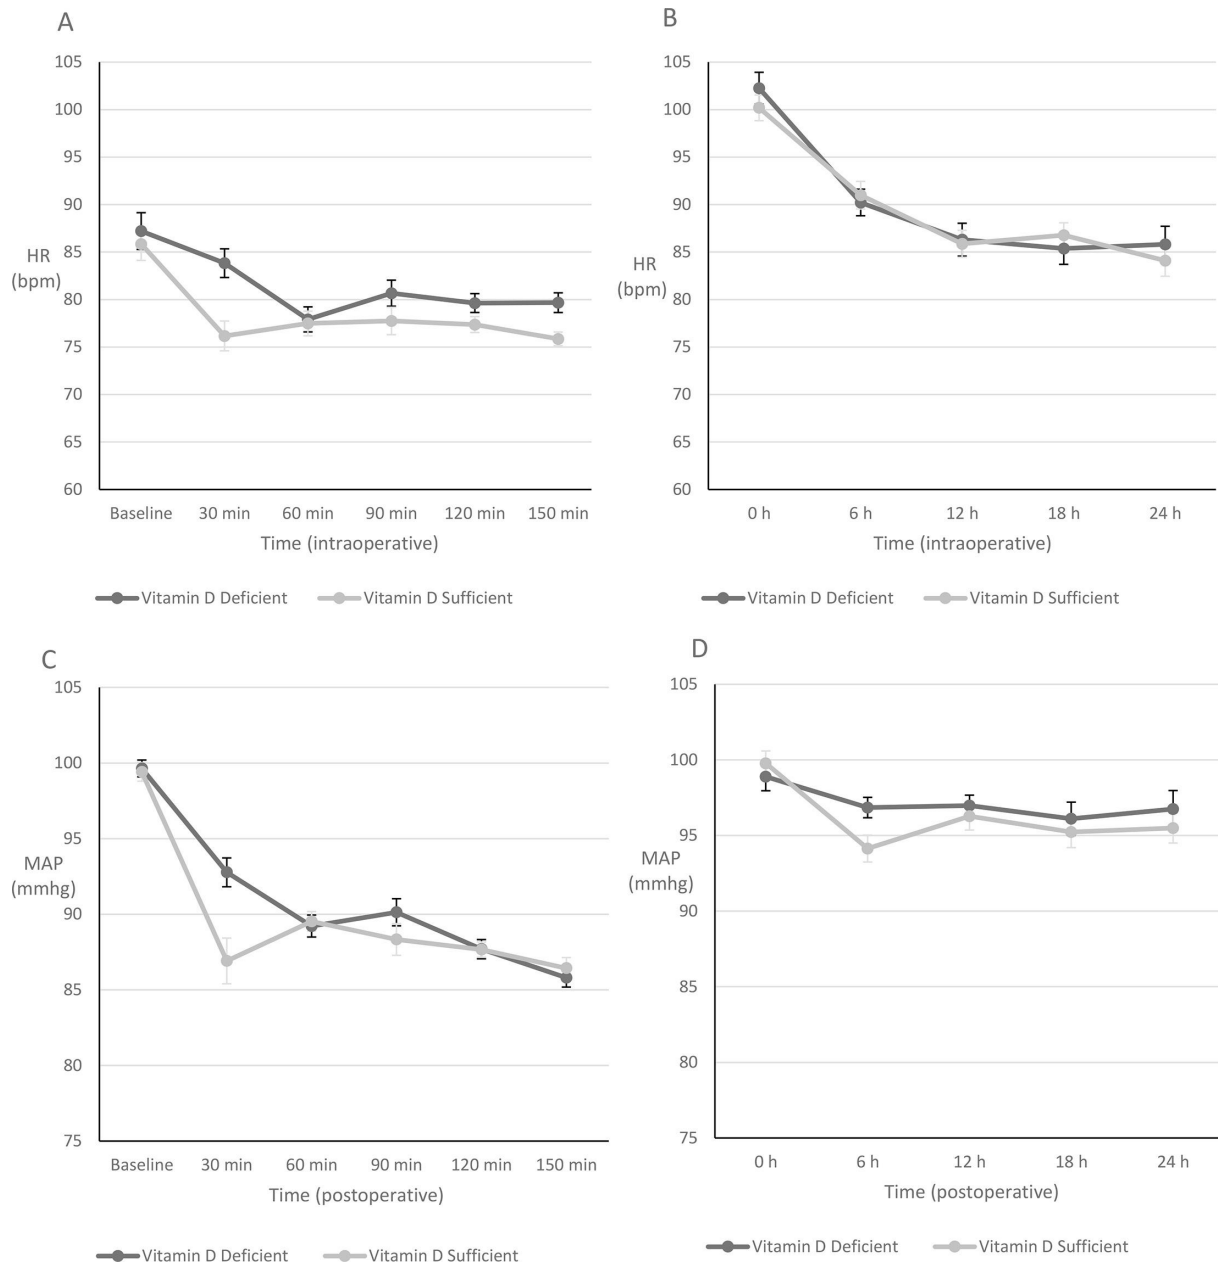 A
105
100
95
90
85
80
75
70
65
60
HR
(bpm)
Baseline 30 min 60 min 90 min 120 min 150 min
Time (intraoperative)
Vitamin D Deficient Vitamin D Sufficient
B
105
100
95
90
85
80
75
70
65
60
HR
(bpm)
0 h 6 h 12 h 18 h 24 h
Time (intraoperative)
Vitamin D Deficient Vitamin D Sufficient
C
105
100
95
90
85
80
75
MAP
(mmhg)
Baseline 30 min 60 min 90 min 120 min 150 min
Time (postoperative)
Vitamin D Deficient Vitamin D Sufficient
D
105
100
95
90
85
80
75
MAP
(mmhg)
0 h 6 h 12 h 18 h 24 h
Time (postoperative)
Vitamin D Deficient Vitamin D Sufficient